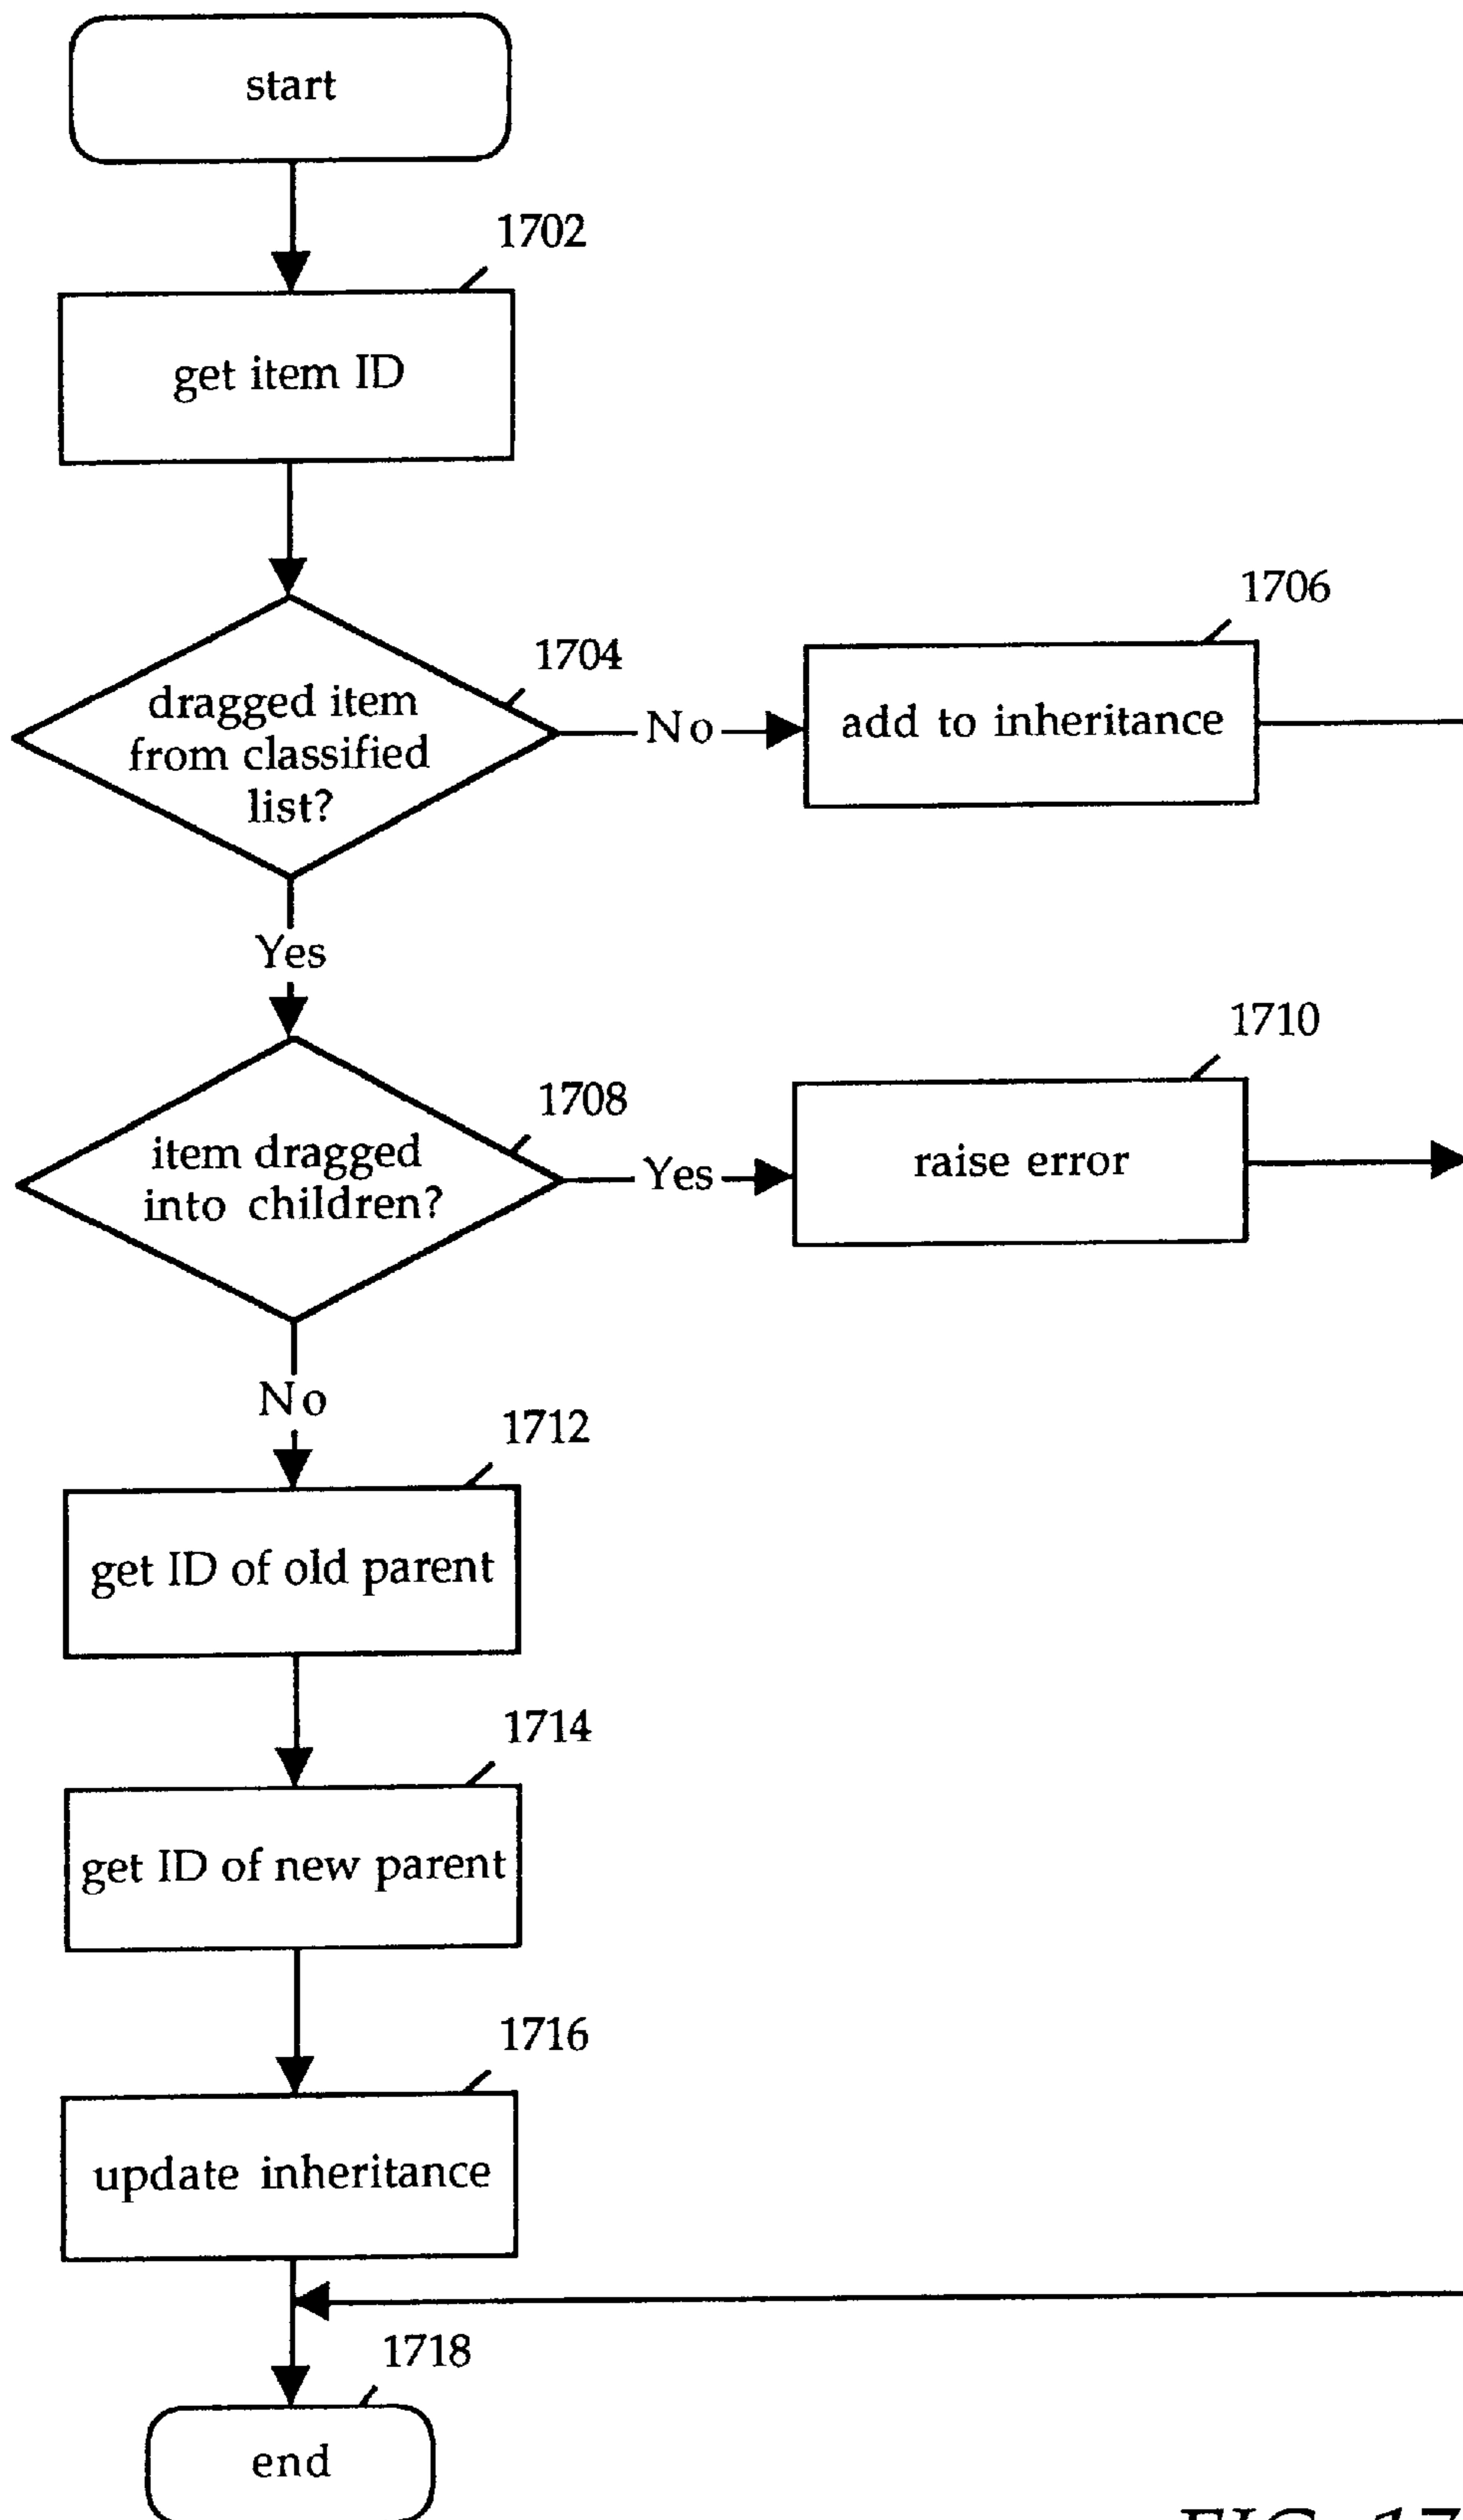 start
1702
get item ID
1704
dragged item
from classified
list?
No
1706
add to inheritance
Yes
1708
item dragged
into children?
Yes
1710
raise error
No
1712
get ID of old parent
1714
get ID of new parent
1716
update inheritance
1718
end
FIG. 17